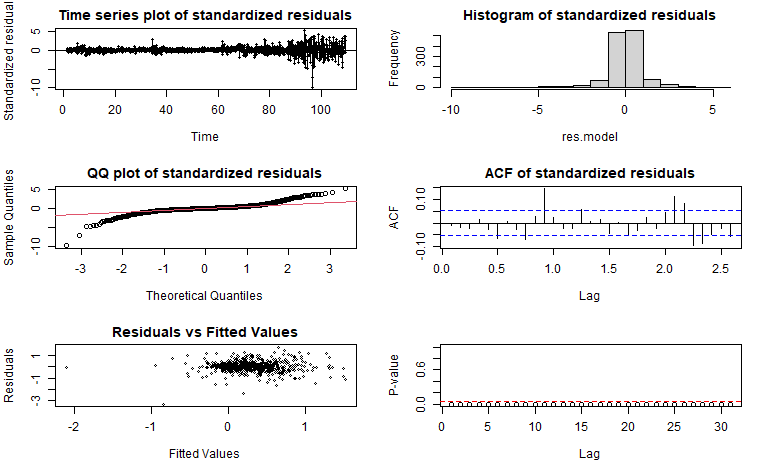 Time series plot of standardized residuals
Standardized residual
5
0
-10
0
20
40
60
80
100
Time
Histogram of standardized residuals
Frequency
300
0
-10
-5
0
5
res.model
QQ plot of standardized residuals
Sample Quantiles
5
0
-10
-3
-2
-1
0
1
2
3
Theoretical Quantiles
ACF of standardized residuals
ACF
0.10
-0.10
0.0
0.5
1.0
1.5
2.0
2.5
Lag
Residuals vs Fitted Values
Residuals
1
-1
-3
-2
-1
0
1
Fitted Values
P-value
0.6
0.0
0
5
10
15
20
25
30
Lag